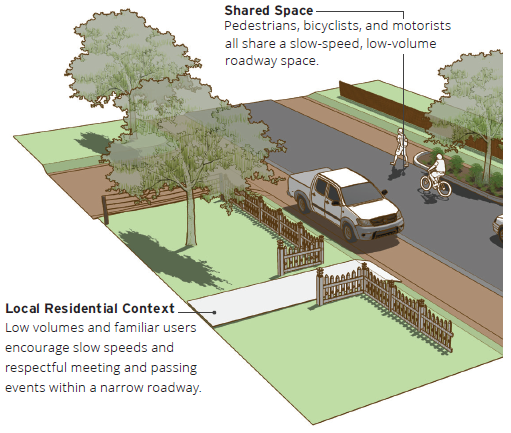 Shared Space
Pedestrians, bicyclists, and motorists
all share a slow-speed, low-volume
roadway space.
Local Residential Context
Low volumes and familiar users
encourage slow speeds and
respectful meeting and passing
events within a narrow roadway.